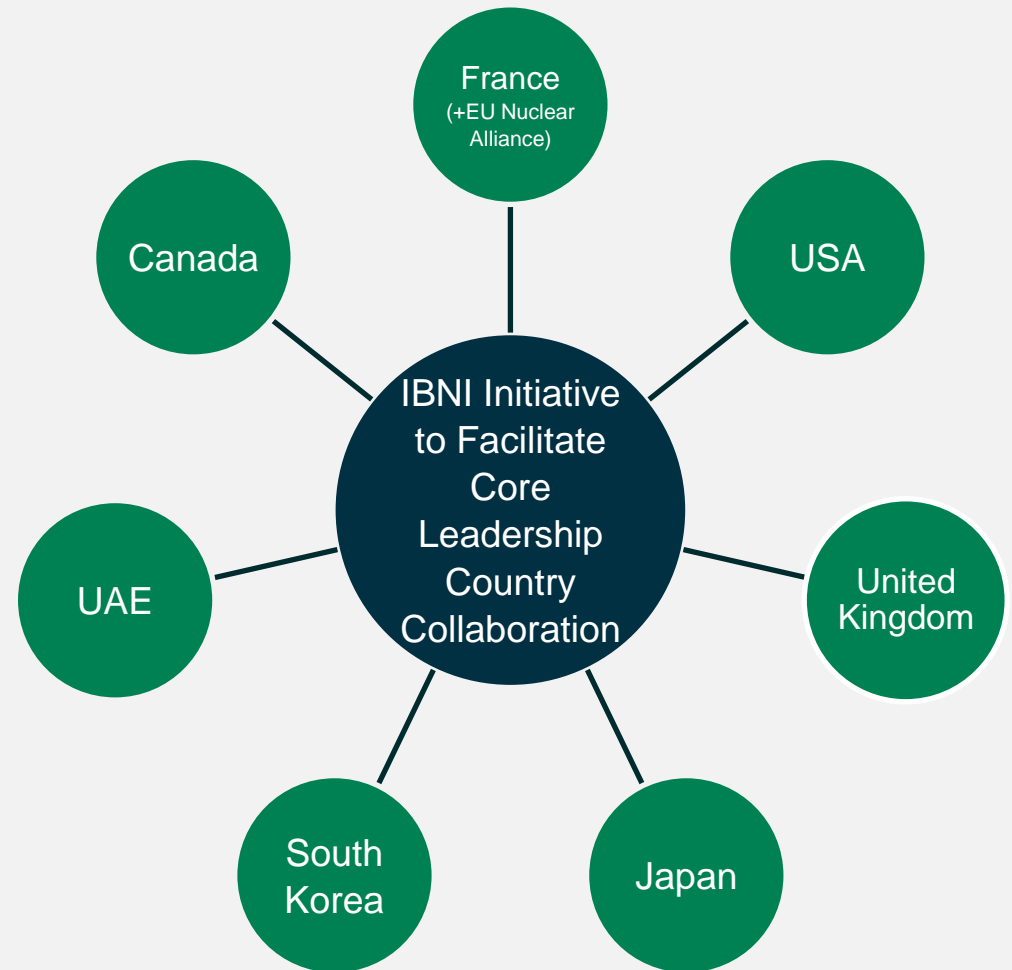 France
(+EU Nuclear
Alliance)
Canada
USA
IBNI Initiative
to Facilitate
Core
Leadership
Country
Collaboration
UAE
United
Kingdom
South
Korea
Japan